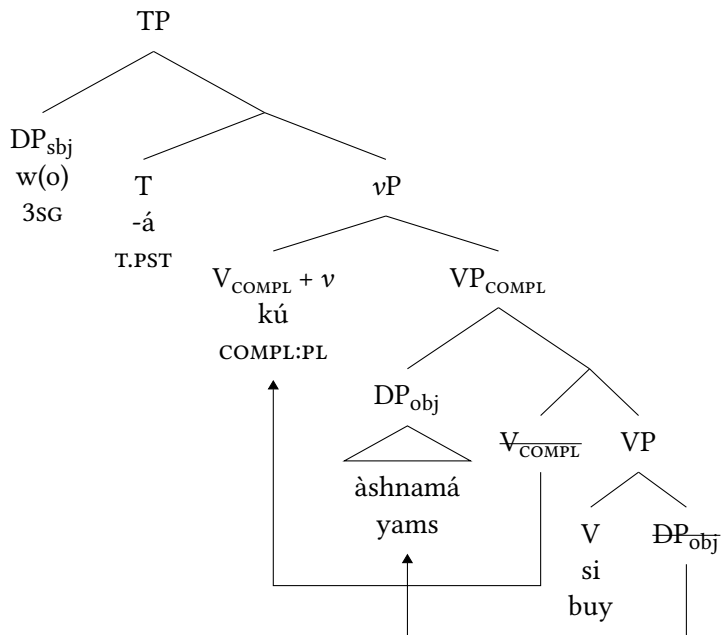 TP
DPsbj
w(o)
3SG
T
-á
T.PST
vP
VCOMPL + v
kú
COMPL:PL
VPCOMPL
DPobj
àshnamá
yams
VCOMPL
VP
V
si
buy
DPobj